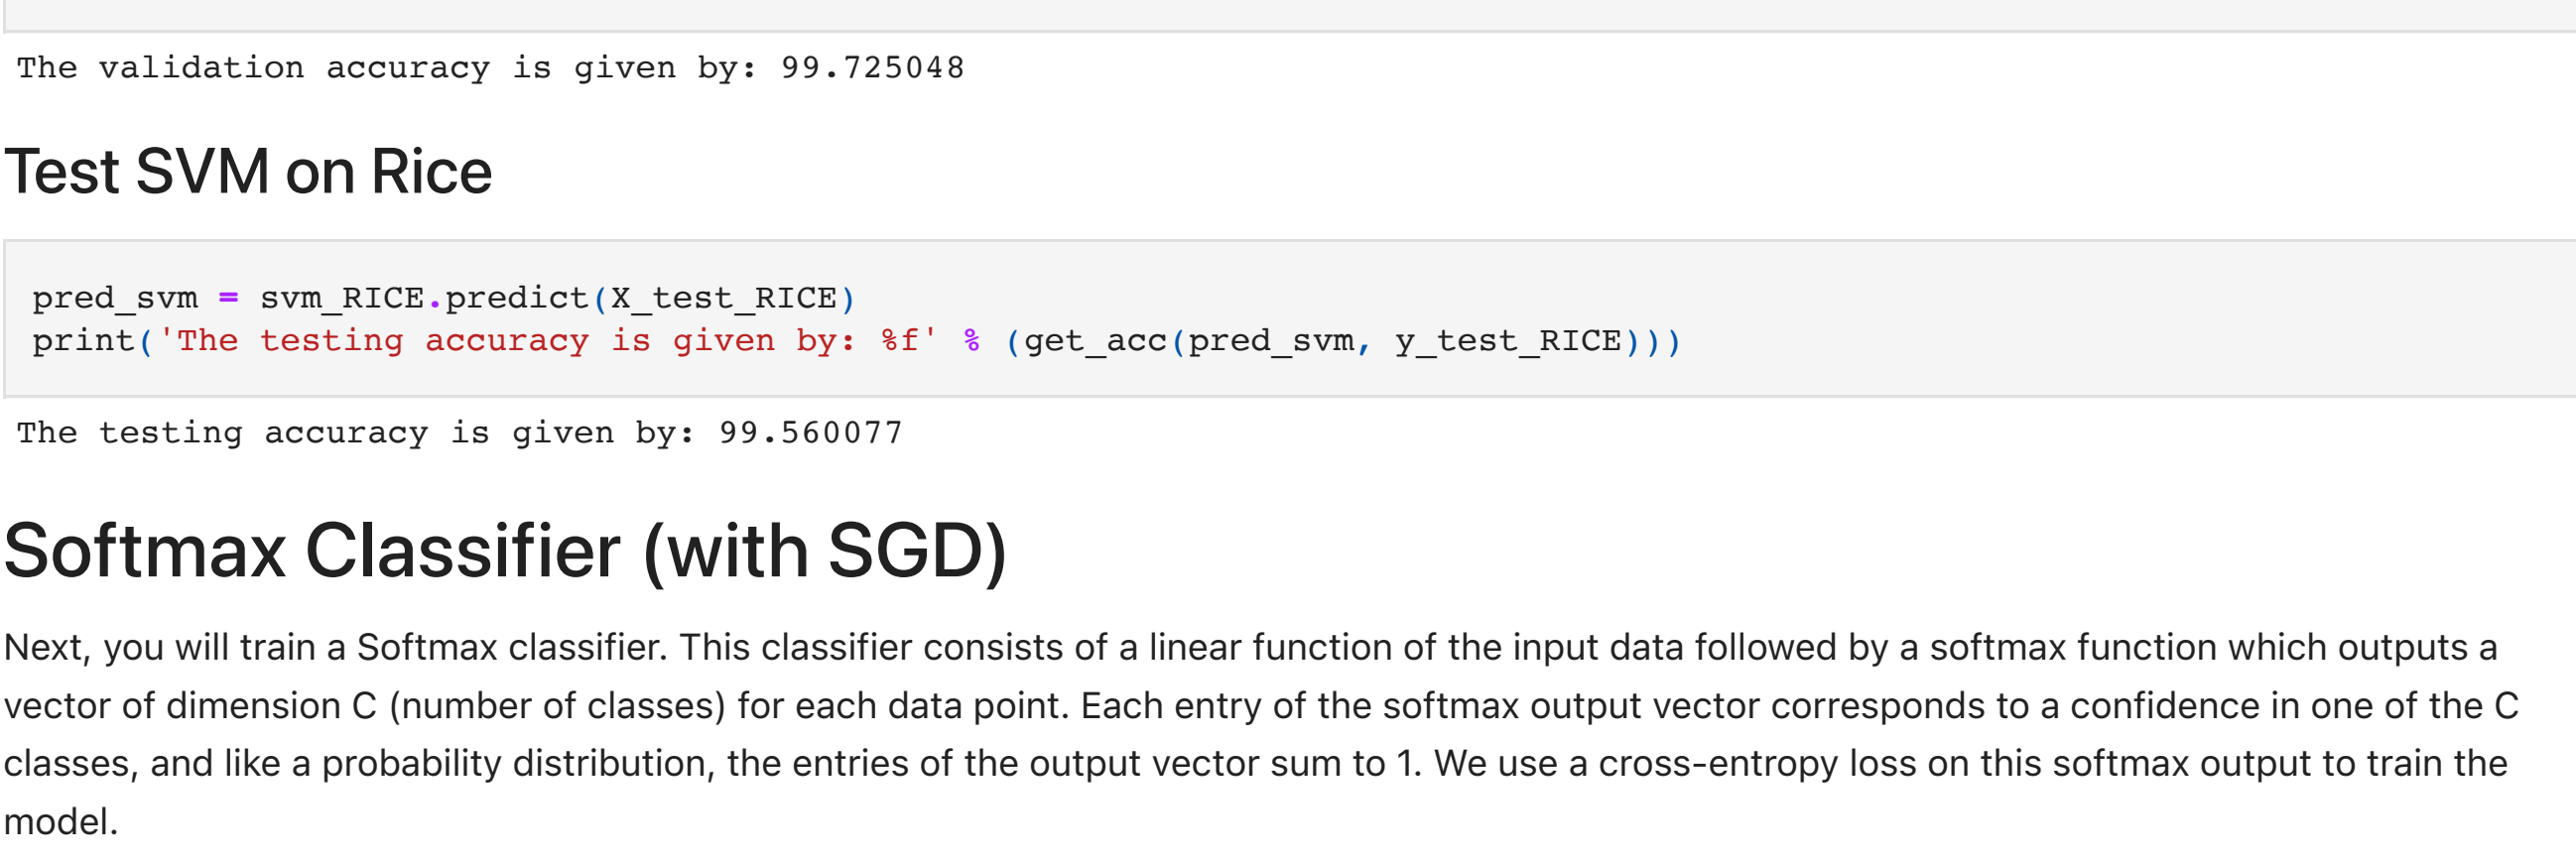 The validation accuracy is given by: 99.725048
Test SVM on Rice
pred_svm = svm_RICE.predict(X_test_RICE)
print('The testing accuracy is given by: %f' % (get_acc(pred_svm, y_test_RICE)))
The testing accuracy is given by: 99.560077
Softmax Classifier (with SGD)
Next, you will train a Softmax classifier. This classifier consists of a linear function of the input data followed by a softmax function which outputs a
vector of dimension C (number of classes) for each data point. Each entry of the softmax output vector corresponds to a confidence in one of the C
classes, and like a probability distribution, the entries of the output vector sum to 1. We use a cross-entropy loss on this softmax output to train the
model.